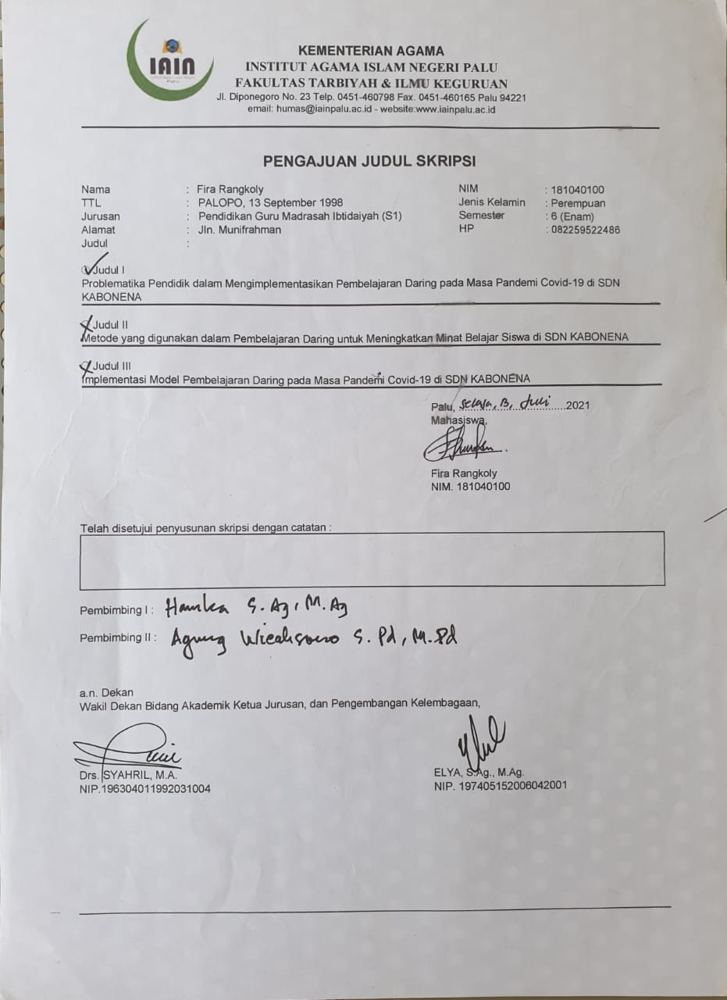 IAIN
KEMENTERIAN AGAMA
INSTITUT AGAMA ISLAM NEGERI PALU
FAKULTAS TARBIYAH & ILMU KEGURUAN
Jl. Diponegoro No. 23 Telp. 0451-460798 Fax. 0451-460165 Palu 94221
email: humas@iainpalu.ac.id - website:www.iainpalu.ac.id
PENGAJUAN JUDUL SKRIPSI
Nama : Fira Rangkoly NIM : 181040100
TTL : PALOPO, 13 September 1998 Jenis Kelamin : Perempuan
Jurusan : Pendidikan Guru Madrasah Ibtidaiyah (S1) Semester : 6 (Enam)
Alamat : Jln. Munifrahman HP : 082259522486
Judul :
Judul I
Problematika Pendidik dalam Mengimplementasikan Pembelajaran Daring pada Masa Pandemi Covid-19 di SDN
KABONENA
Judul II
Metode yang digunakan dalam Pembelajaran Daring untuk Meningkatkan Minat Belajar Siswa di SDN KABONENA
Judul III
Implementasi Model Pembelajaran Daring pada Masa Pandemi Covid-19 di SDN KABONENA
Palu, 2021
Mahasiswa,
Fira Rangkoly
NIM. 181040100
Telah disetujui penyusunan skripsi dengan catatan :
Pembimbing I : Hamka S.Ag, M.Ag
Pembimbing II : Agung Wicaksono S.Pd, M.Pd
a.n. Dekan
Wakil Dekan Bidang Akademik Ketua Jurusan, dan Pengembangan Kelembagaan,
Drs. SYAHRIL, M.A. ELYA, S.Ag., M.Ag.
NIP.196304011992031004 NIP. 197405152006042001